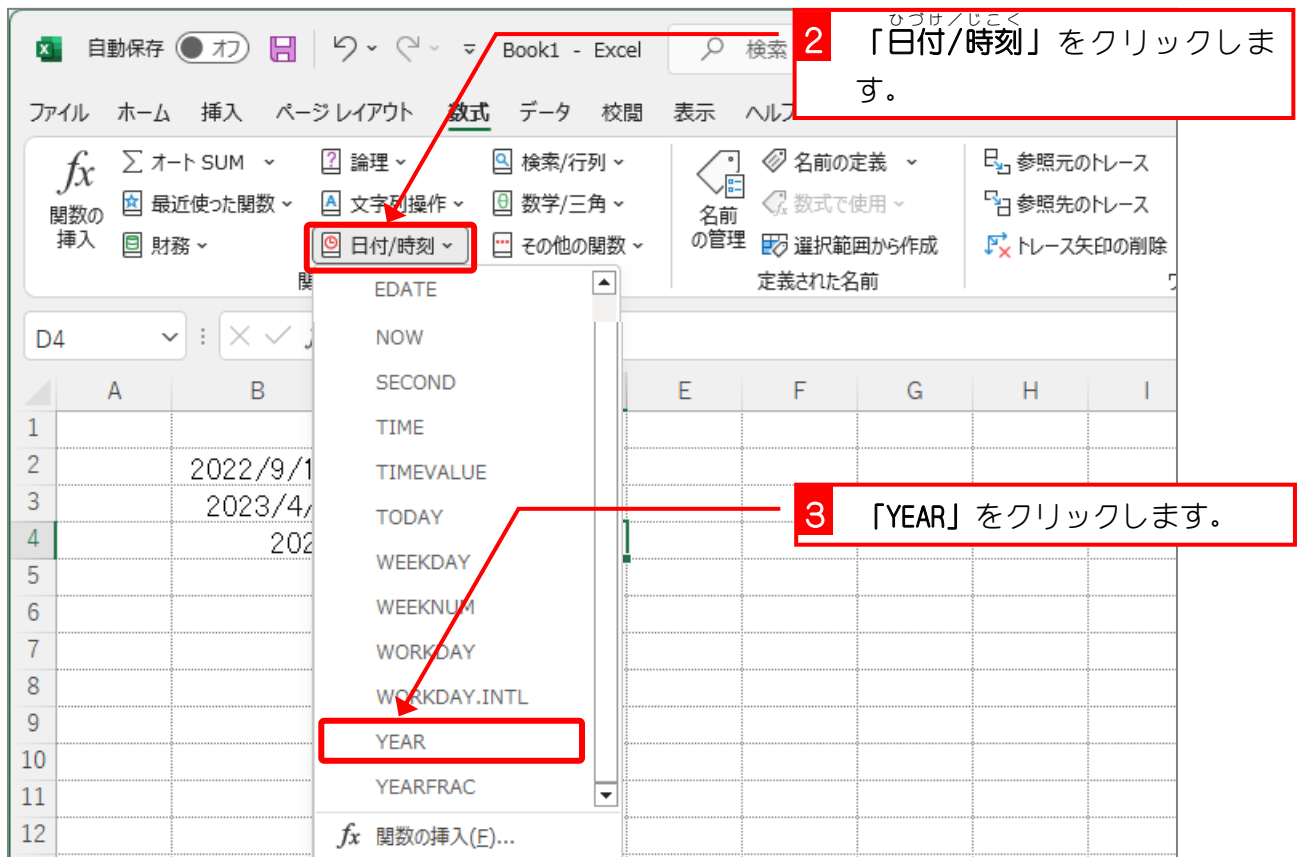 自動保存 オフ Book1 - Excel 検索
2 「日付/時刻」をクリックしま
ひづけ/じこく
す。
ファイル ホーム 挿入 ページ レイアウト 数式 データ 校閲 表示 ヘルプ
fx Σ オート SUM 論理 検索/行列 名前の定義 参照元のトレース
関数の 最近使った関数 文字列操作 数学/三角 名前 fx 数式で使用 参照先のトレース
挿入 財務 日付/時刻 その他の関数 の管理 選択範囲から作成 トレース矢印の削除
定義された名前
EDATE
D4
NOW
SECOND
A B E F G H I
1
TIME
2 2022/9/1
TIMEVALUE
3 2023/4/
TODAY
3 「YEAR」をクリックします。
4 202
WEEKDAY
5
WEEKNUM
6
7
WORKDAY
8
WORKDAY.INTL
9
YEAR
10
YEARFRAC
11
12
fx 関数の挿入(F)...